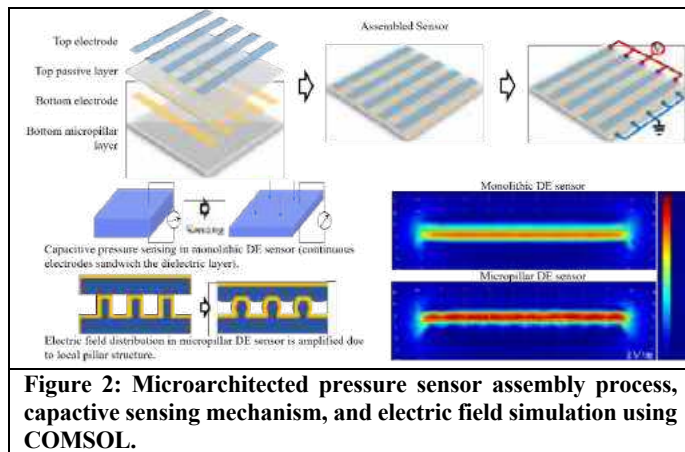 Top electrode
Assembled Sensor
Top passive layer
Bottom electrode
Bottom micropillar
layer
Sensing
Monolithic DE sensor
Capacitive pressure sensing in monolithic DE sensor (continuous
electrodes sandwich the dielectric layer).
Micropillar DE sensor
Electric field distribution in micropillar DE sensor is amplified due
to local pillar structure.
Figure 2: Microarchitected pressure sensor assembly process,
capactive sensing mechanism, and electric field simulation using
COMSOL.